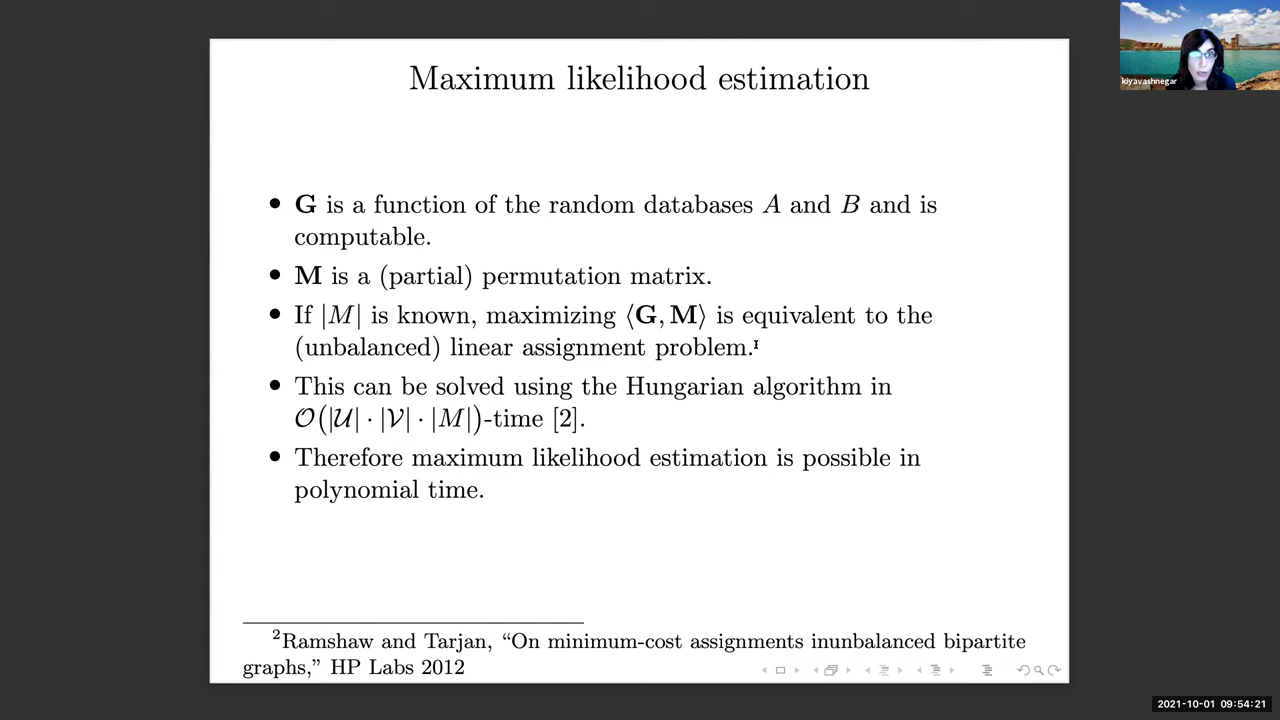 Maximum likelihood estimation
kiyavashnegar
• G is a function of the random databases A and B and is
computable.
• M is a (partial) permutation matrix.
• If |M| is known, maximizing ⟨G, M⟩ is equivalent to the
(unbalanced) linear assignment problem.
• This can be solved using the Hungarian algorithm in
𝒪(|𝒰| · |𝒱| · |M|)-time [2].
• Therefore maximum likelihood estimation is possible in
polynomial time.
²Ramshaw and Tarjan, “On minimum-cost assignments inunbalanced bipartite
graphs,” HP Labs 2012
2021-10-01 09:54:21